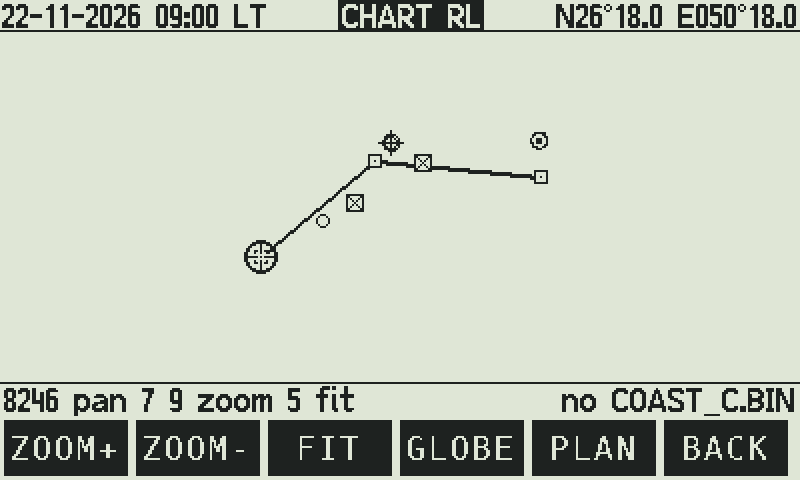 22-11-2026 09:00 LT CHART RL N26°18.0 E050°18.0
8246 pan 7 9 zoom 5 fit no COAST_C.BIN
ZOOM+ ZOOM- FIT GLOBE PLAN BACK